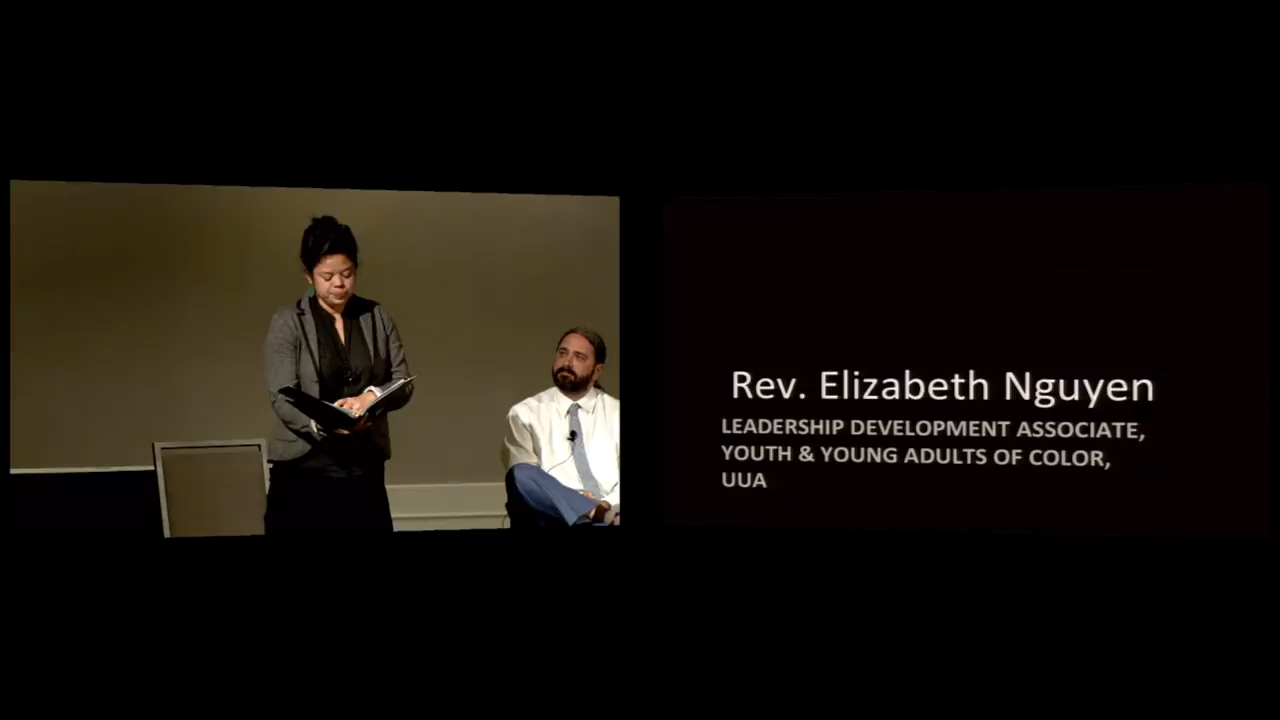 Rev. Elizabeth Nguyen
LEADERSHIP DEVELOPMENT ASSOCIATE,
YOUTH & YOUNG ADULTS OF COLOR,
UUA